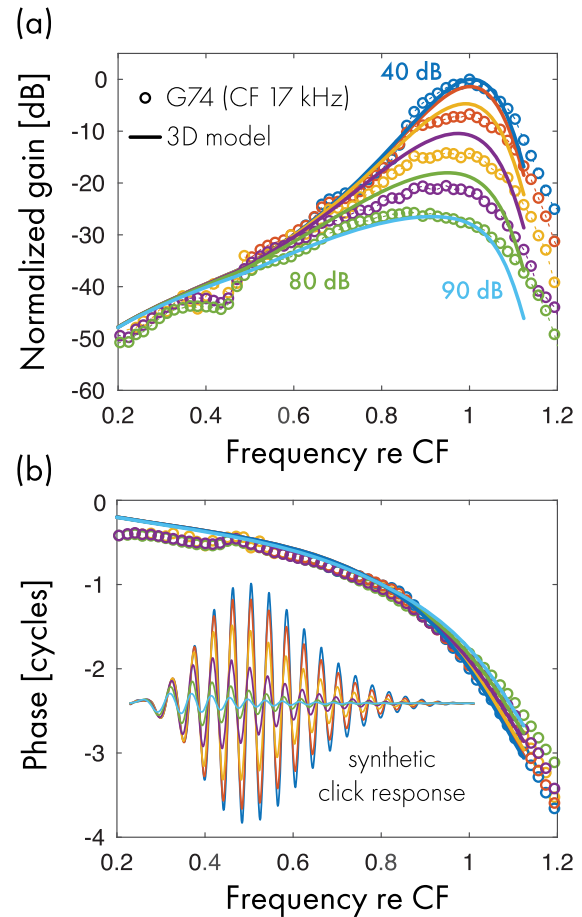 (a)
Normalized gain [dB]
0
-10
-20
-30
-40
-50
-60
40 dB
G74 (CF 17 kHz)
3D model
80 dB
90 dB
0.2
0.4
0.6
0.8
1
1.2
Frequency re CF
(b)
Phase [cycles]
0
-1
-2
-3
-4
synthetic
click response
0.2
0.4
0.6
0.8
1
1.2
Frequency re CF